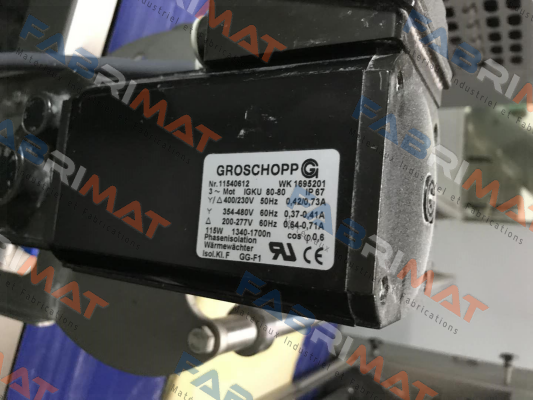 GROSCHOPP G
Nr. 11540612 WK 1695201
3 ~ Mot IGKU 80-80 IP 67
Y/△ 400/230V 50Hz 0,42/0,73A
Y 354-480V 60Hz 0,37-0,41A
△ 200-277V 60Hz 0,64-0,71A
115W 1340-1700n cos φ 0,6
Phasenisolation
Wärmewächter
Isol.Kl.F GG-F1
FABRIMAT
FABRIMAT
FABRIMAT
FABRIMAT